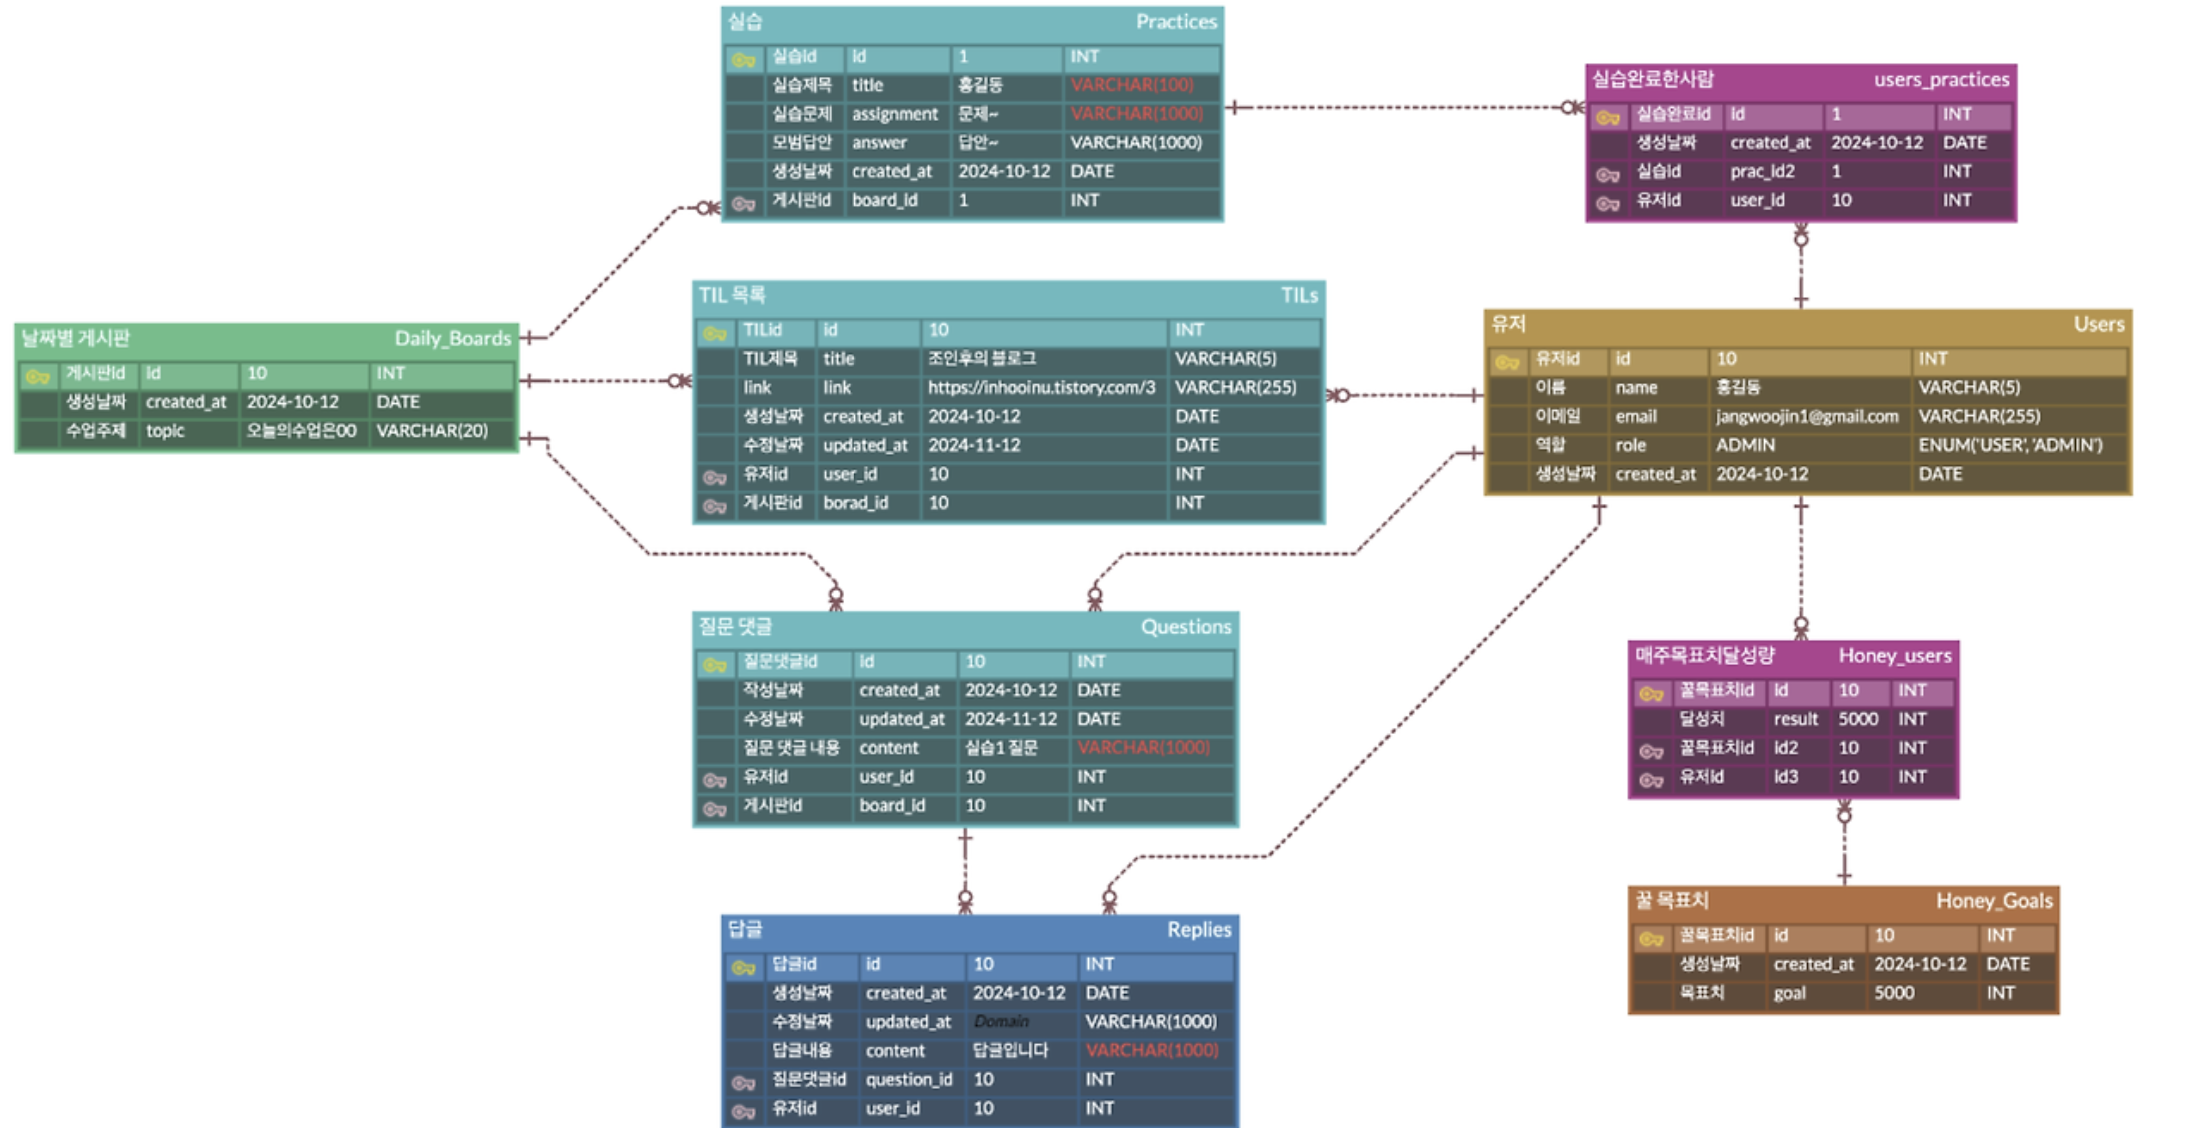 실습 Practices
실습id id 1 INT
실습제목 title 홍길동 VARCHAR(100)
실습문제 assignment 문제~ VARCHAR(1000)
모범답안 answer 답안~ VARCHAR(1000)
생성날짜 created_at 2024-10-12 DATE
게시판id board_id 1 INT
실습완료한사람 users_practices
실습완료id id 1 INT
생성날짜 created_at 2024-10-12 DATE
실습id prac_id2 1 INT
유저id user_id 10 INT
날짜별 게시판 Daily_Boards
게시판id id 10 INT
생성날짜 created_at 2024-10-12 DATE
수업주제 topic 오늘의수업은00 VARCHAR(20)
TIL 목록 TILs
TILid id 10 INT
TIL제목 title 조인후의 블로그 VARCHAR(5)
link link https://inhooinu.tistory.com/3 VARCHAR(255)
생성날짜 created_at 2024-10-12 DATE
수정날짜 updated_at 2024-11-12 DATE
유저id user_id 10 INT
게시판id borad_id 10 INT
유저 Users
유저id id 10 INT
이름 name 홍길동 VARCHAR(5)
이메일 email jangwoojin1@gmail.com VARCHAR(255)
역할 role ADMIN ENUM('USER', 'ADMIN')
생성날짜 created_at 2024-10-12 DATE
질문 댓글 Questions
질문댓글id id 10 INT
작성날짜 created_at 2024-10-12 DATE
수정날짜 updated_at 2024-11-12 DATE
질문 댓글 내용 content 실습1 질문 VARCHAR(1000)
유저id user_id 10 INT
게시판id board_id 10 INT
매주목표치달성량 Honey_users
꿀목표치id id 10 INT
달성치 result 5000 INT
꿀목표치id id2 10 INT
유저id id3 10 INT
답글 Replies
답글id id 10 INT
생성날짜 created_at 2024-10-12 DATE
수정날짜 updated_at Domain VARCHAR(1000)
답글내용 content 답글입니다 VARCHAR(1000)
질문댓글id question_id 10 INT
유저id user_id 10 INT
꿀 목표치 Honey_Goals
꿀목표치id id 10 INT
생성날짜 created_at 2024-10-12 DATE
목표치 goal 5000 INT